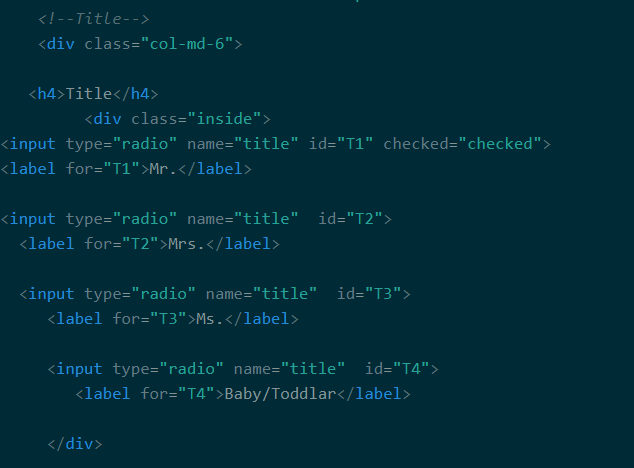 <!--Title-->
<div class="col-md-6">
<h4>Title</h4>
<div class="inside">
<input type="radio" name="title" id="T1" checked="checked">
<label for="T1">Mr.</label>
<input type="radio" name="title"  id="T2">
<label for="T2">Mrs.</label>
<input type="radio" name="title"  id="T3">
<label for="T3">Ms.</label>
<input type="radio" name="title"  id="T4">
<label for="T4">Baby/Toddlar</label>
</div>